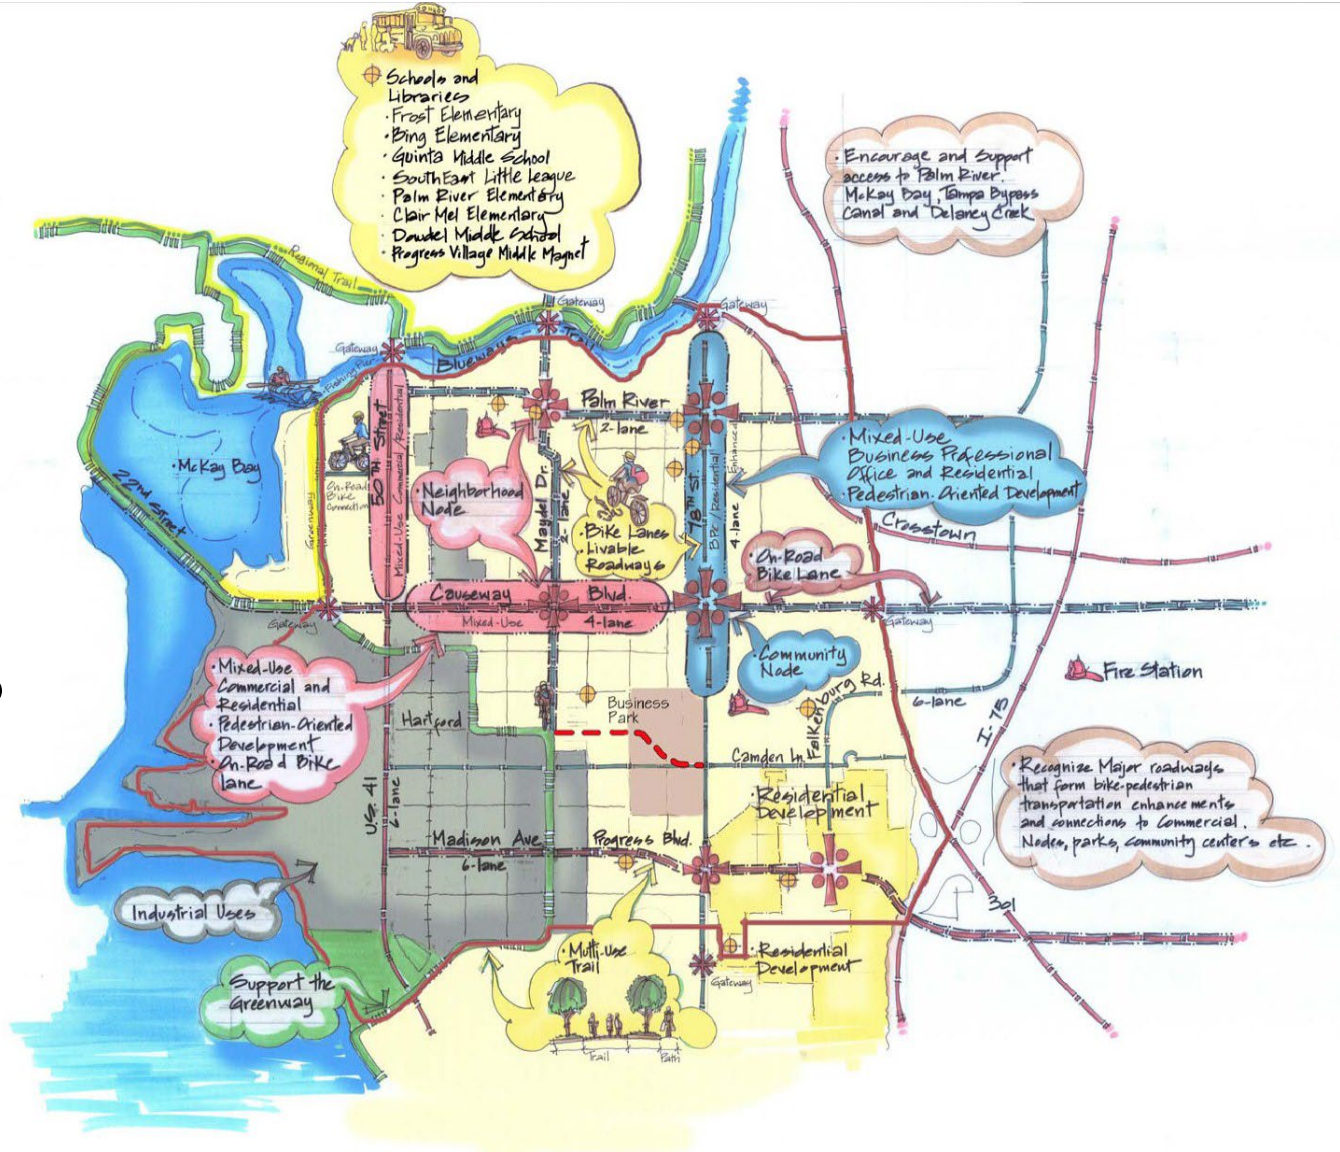 Schools and
Libraries
· Frost Elementary
· Bing Elementary
· Guinta Middle School
· SouthEast Little League
· Palm River Elementary
· Clair Mel Elementary
· Dowdel Middle School
· Progress Village Middle Magnet
· Encourage and Support
access to Palm River.
McKay Bay, Tampa Bypass
Canal and Delaney Creek
Regional Trail
Gateway
Gateway
Gateway
Blueways Trail
Fishing Pier
50TH Street
Mixed-Use Commercial/Residential
Palm River
2-lane
Enhanced
· Mixed-Use
Business Professional
Office and Residential
· Pedestrian-Oriented Development
· McKay Bay
22nd Street
Greenway
On-Road
Bike
Connection
· Neighborhood
Node
Maydel Dr.
2-lane
· Bike Lanes
· Livable
Roadways
78TH ST.
BPO/Residential
4-lane
Crosstown
· On-Road
Bike Lane
Causeway Blvd.
Mixed-Use 4-lane
Gateway
Gateway
· Mixed-Use
Commercial and
Residential
· Pedestrian-Oriented
Development
· On-Road Bike
lane
· Community
Node
Fire Station
Falkenburg Rd.
6-lane
I-75
Hartford
Business
Park
Camden Ln.
U.S. 41
6-lane
· Residential
Development
· Recognize Major roadways
that form bike-pedestrian
transportation enhancements
and connections to Commercial.
Nodes, parks, community centers etc.
Madison Ave. Progress Blvd.
6-lane
Industrial Uses
301
· Multi-Use
Trail
· Residential
Development
Support the
Greenway
Gateway
Trail Path